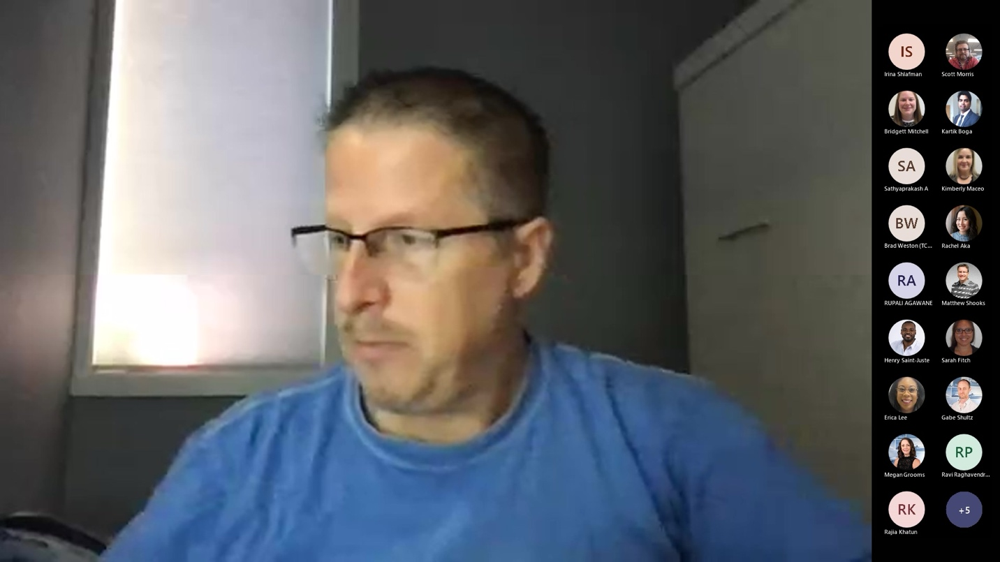 IS
Irina Shlafman
Scott Morris
Bridgett Mitchell
Kartik Boga
SA
Sathyaprakash A
Kimberly Maceo
BW
Brad Weston (TC...
Rachel Aka
RA
RUPALI AGAWANE
Matthew Shooks
Henry Saint-Juste
Sarah Fitch
Erica Lee
Gabe Shultz
Megan Grooms
RP
Ravi Raghavendr...
RK
Rajia Khatun
+5